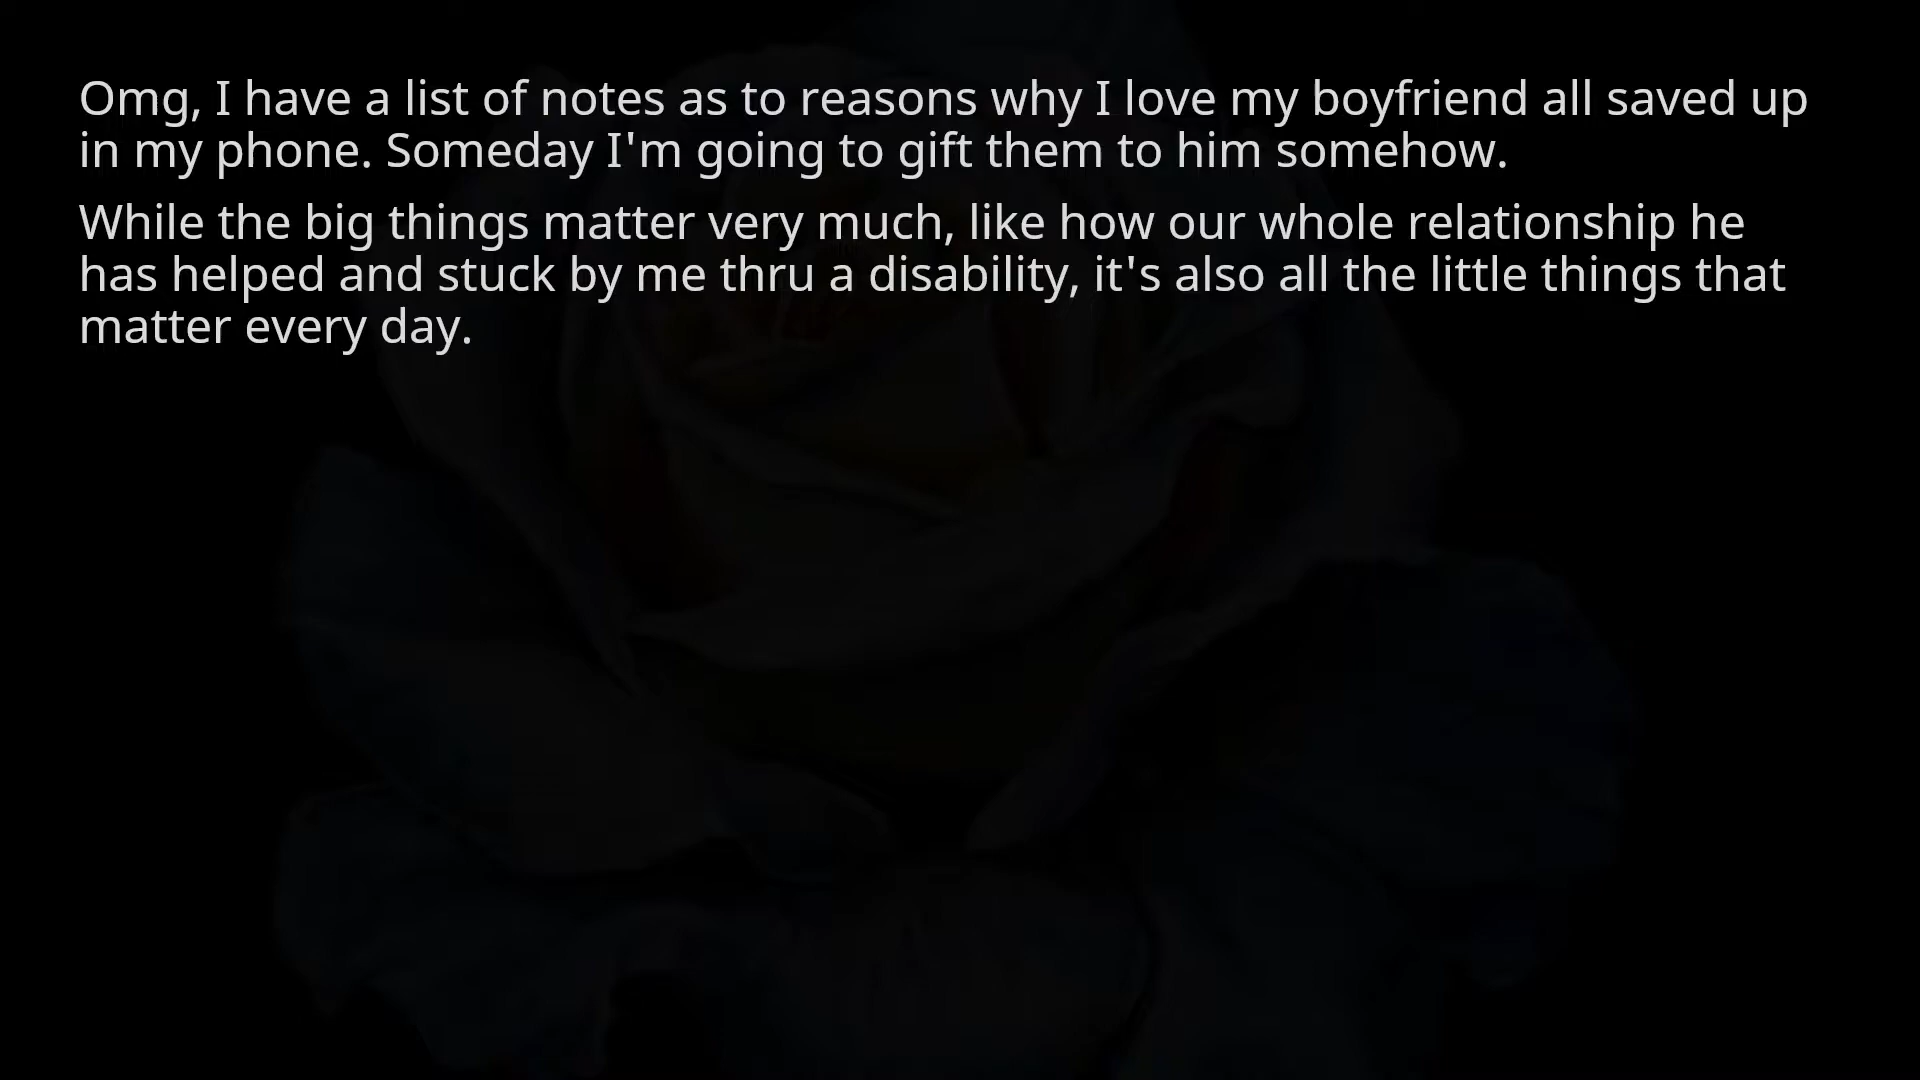 Omg, I have a list of notes as to reasons why I love my boyfriend all saved up
in my phone. Someday I'm going to gift them to him somehow.
While the big things matter very much, like how our whole relationship he
has helped and stuck by me thru a disability, it's also all the little things that
matter every day.